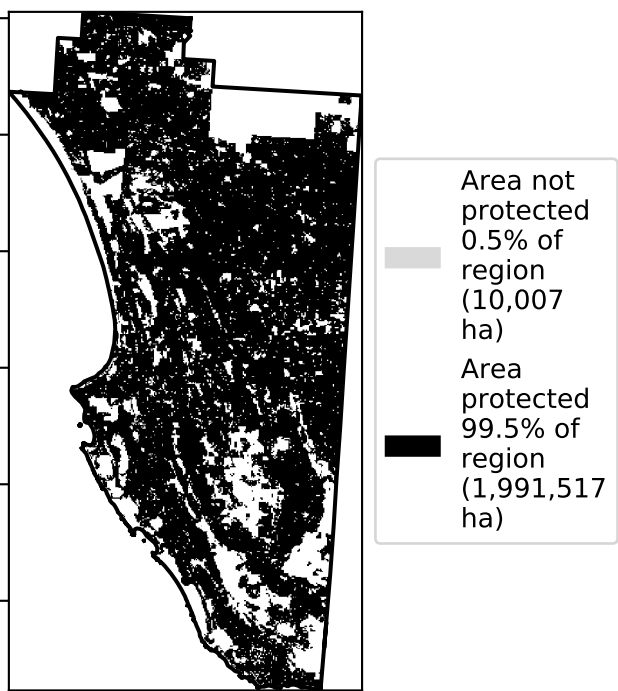 Area not
protected
0.5% of
region
(10,007
ha)
Area
protected
99.5% of
region
(1,991,517
ha)